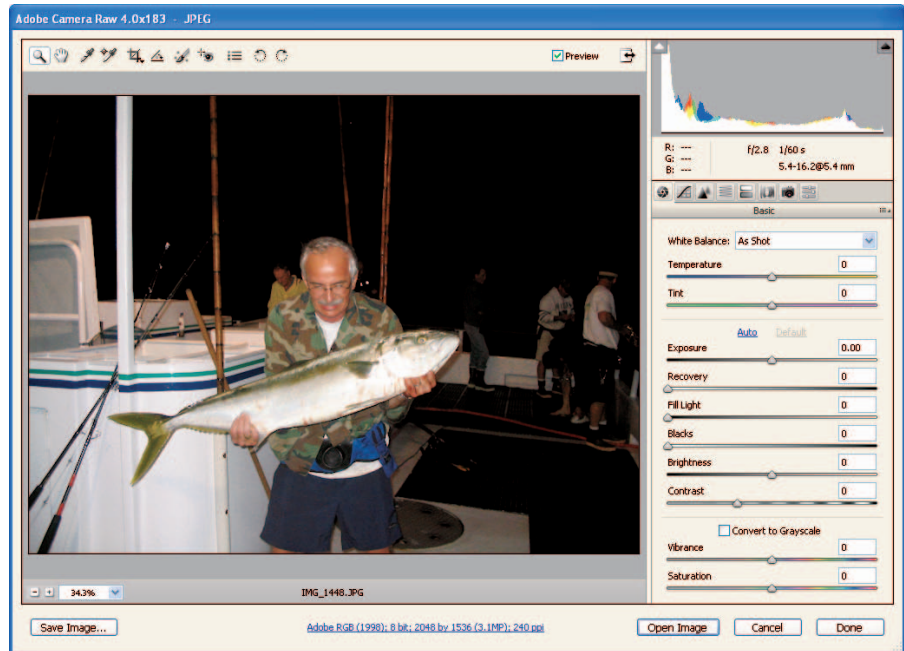 Adobe Camera Raw 4.0x183 - JPEG
Preview
R: ---
G: ---
B: ---
f/2.8 1/60 s
5.4-16.2@5.4 mm
Basic
White Balance: As Shot
Temperature 0
Tint 0
Auto Default
Exposure 0.00
Recovery 0
Fill Light 0
Blacks 0
Brightness 0
Contrast 0
Convert to Grayscale
Vibrance 0
Saturation 0
34.3%
IMG_1448.JPG
Save Image...
Adobe RGB (1998); 8 bit; 2048 by 1536 (3.1MP); 240 ppi
Open Image
Cancel
Done